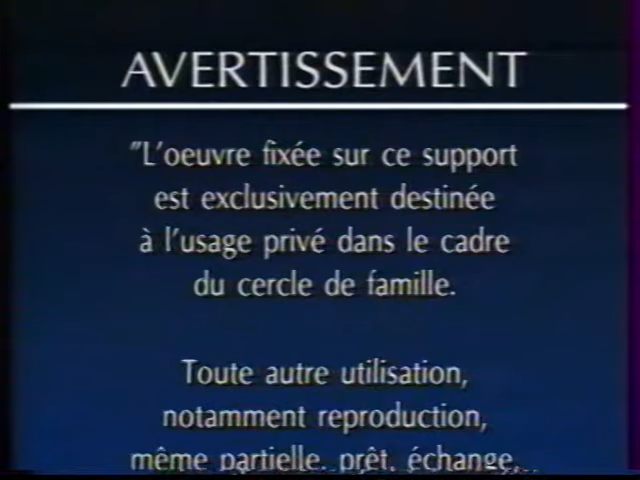 AVERTISSEMENT
"L'oeuvre fixée sur ce support
est exclusivement destinée
à l'usage privé dans le cadre
du cercle de famille.
Toute autre utilisation,
notamment reproduction,
même partielle, prêt, échange,